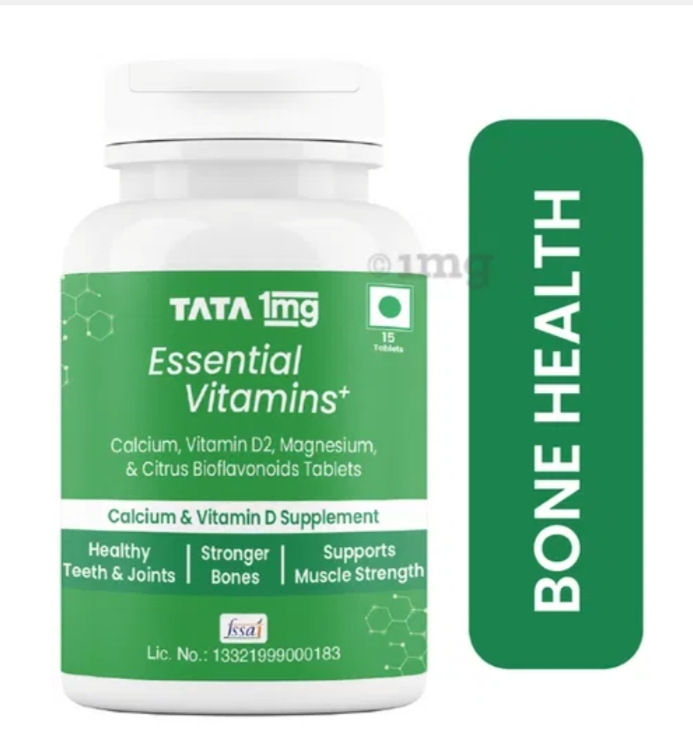 ©1mg
TATA 1mg
15
Tablets
Essential
Vitamins+
Calcium, Vitamin D2, Magnesium,
& Citrus Bioflavonoids Tablets
Calcium & Vitamin D Supplement
Healthy
Teeth & Joints
Stronger
Bones
Supports
Muscle Strength
fssai
Lic. No.: 13321999000183
BONE HEALTH